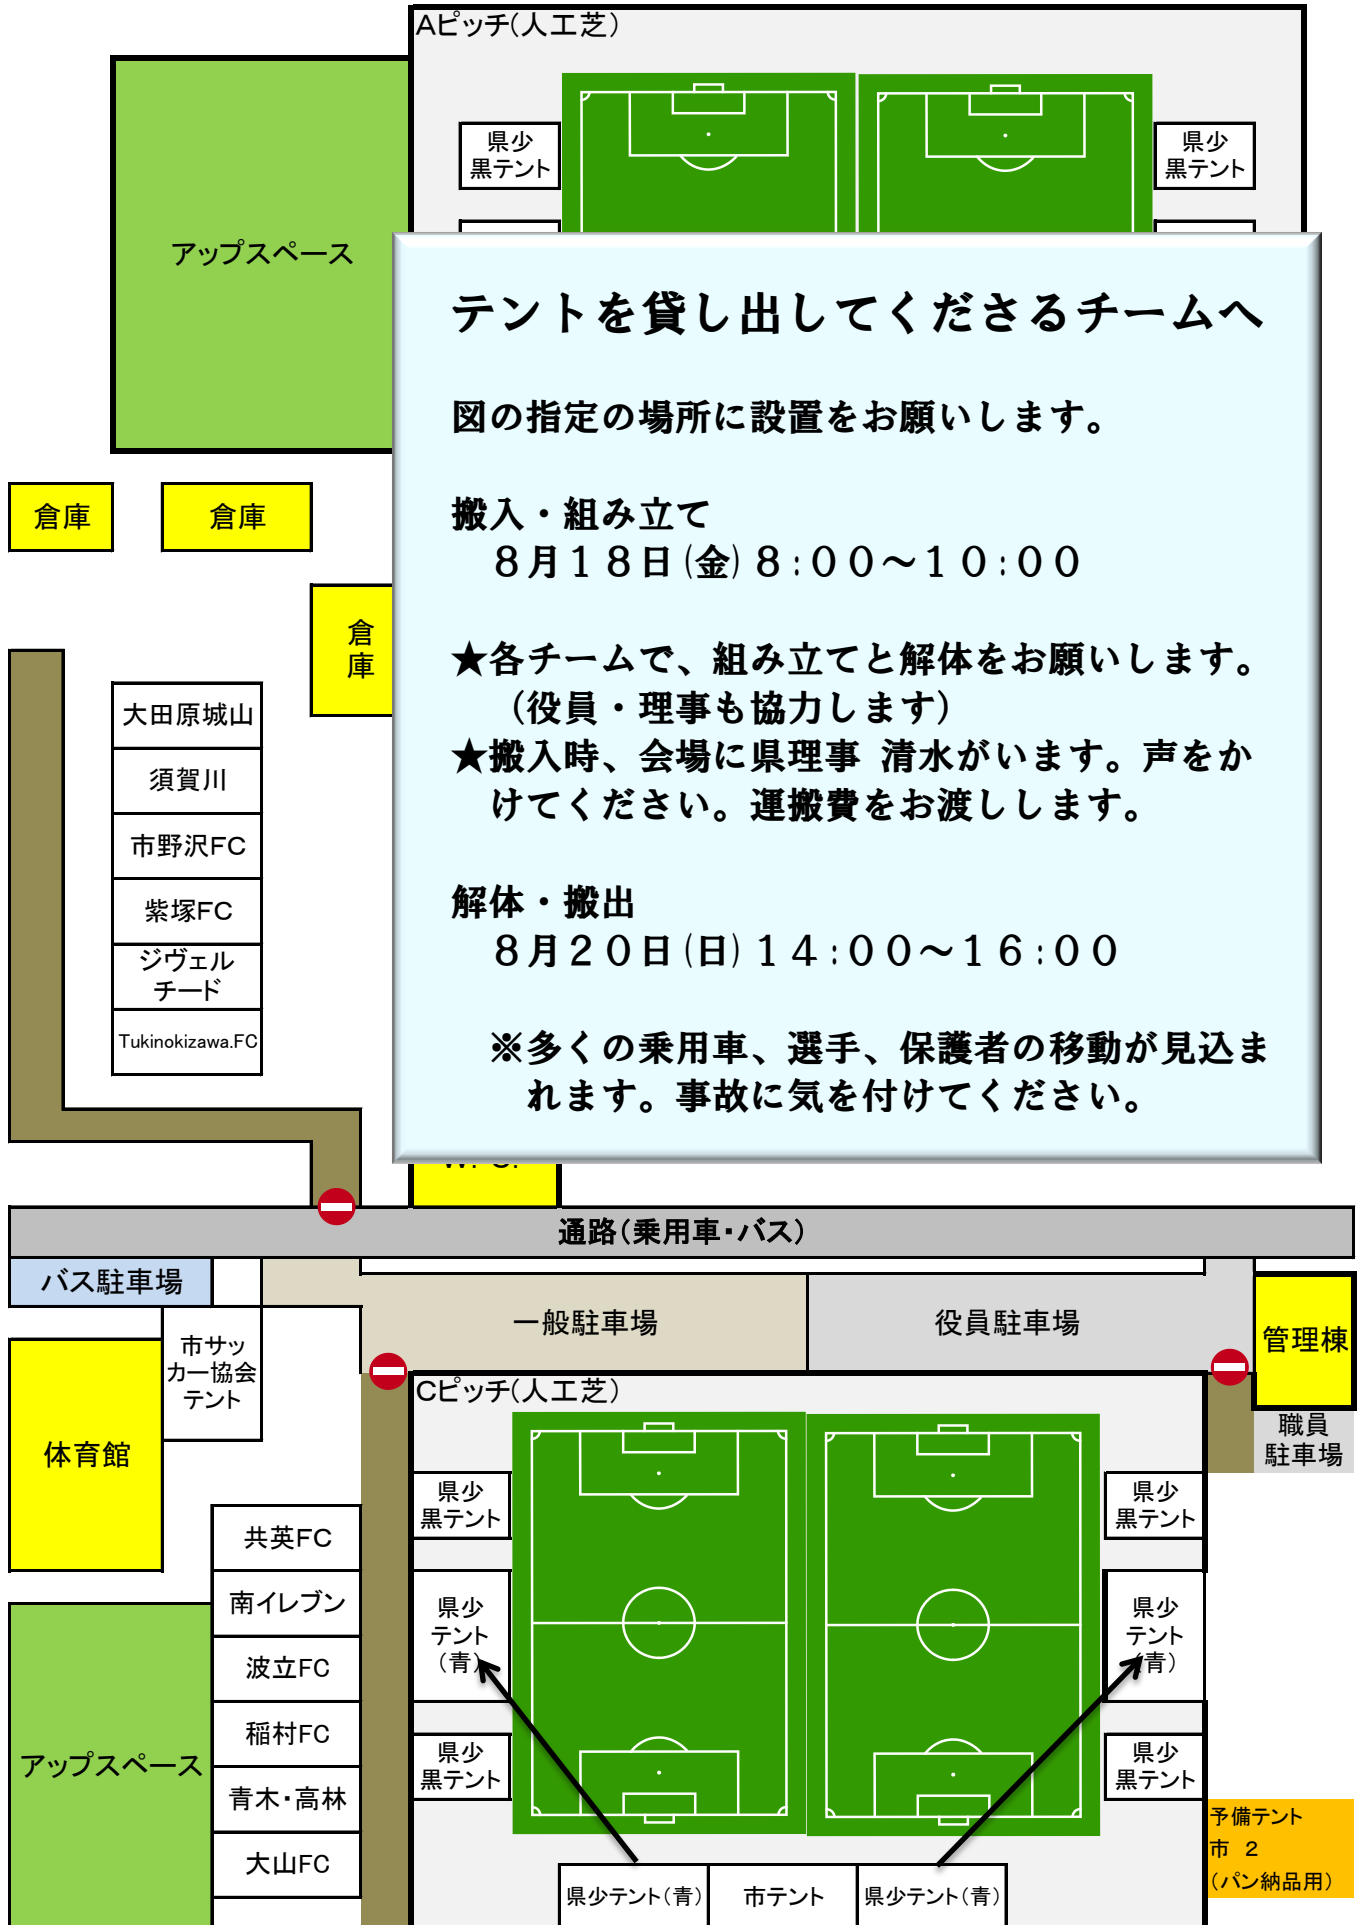 Aピッチ(人工芝)
県少
黒テント
県少
黒テント
アップスペース
テントを貸し出してくださるチームへ
図の指定の場所に設置をお願いします。
搬入・組み立て
８月１８日(金)８:００～１０:００
★各チームで、組み立てと解体をお願いします。
（役員・理事も協力します）
★搬入時、会場に県理事 清水がいます。声をか
けてください。運搬費をお渡しします。
解体・搬出
８月２０日(日)１４:００～１６:００
※多くの乗用車、選手、保護者の移動が見込ま
れます。事故に気を付けてください。
倉庫
倉庫
倉
庫
大田原城山
須賀川
市野沢FC
紫塚FC
ジヴェル
チード
Tukinokizawa.FC
通路(乗用車・バス)
バス駐車場
一般駐車場
役員駐車場
管理棟
市サッ
カー協会
テント
職員
駐車場
体育館
Cピッチ(人工芝)
県少
黒テント
県少
黒テント
共英FC
南イレブン
波立FC
稲村FC
青木・高林
大山FC
県少
テント
（青）
県少
テント
（青）
アップスペース
県少
黒テント
県少
黒テント
予備テント
市 ２
(パン納品用)
県少テント(青)
市テント
県少テント(青)